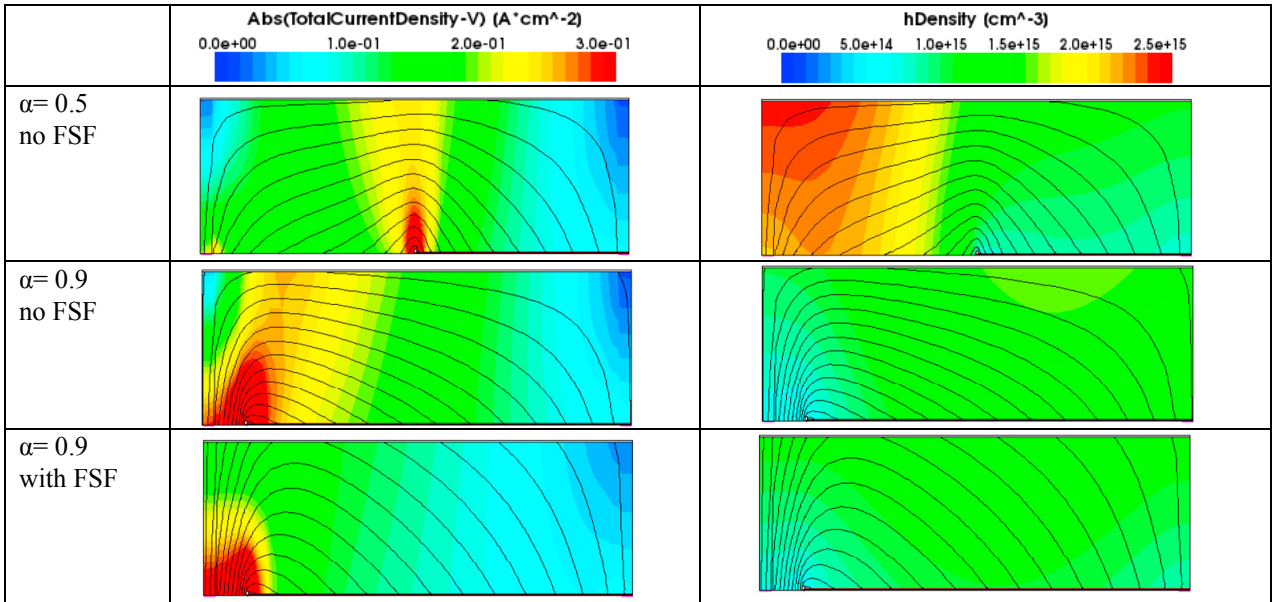 Abs(TotalCurrentDensity-V) (A*cm^-2)
0.0e+00 1.0e-01 2.0e-01 3.0e-01
hDensity (cm^-3)
0.0e+00 5.0e+14 1.0e+15 1.5e+15 2.0e+15 2.5e+15
α= 0.5
no FSF
α= 0.9
no FSF
α= 0.9
with FSF